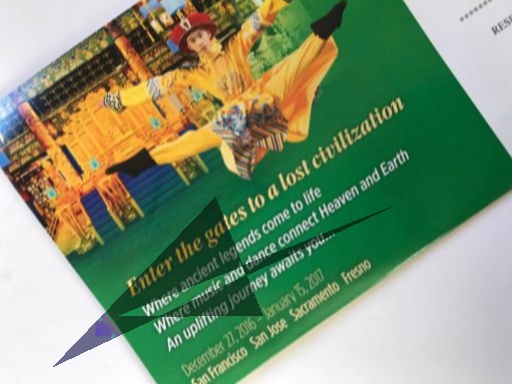 Enter the gates to a lost civilization
Where ancient legends come to life
Where music and dance connect Heaven and Earth
An uplifting journey awaits you...
December 27, 2016 – January 15, 2017
San Francisco San Jose Sacramento Fresno